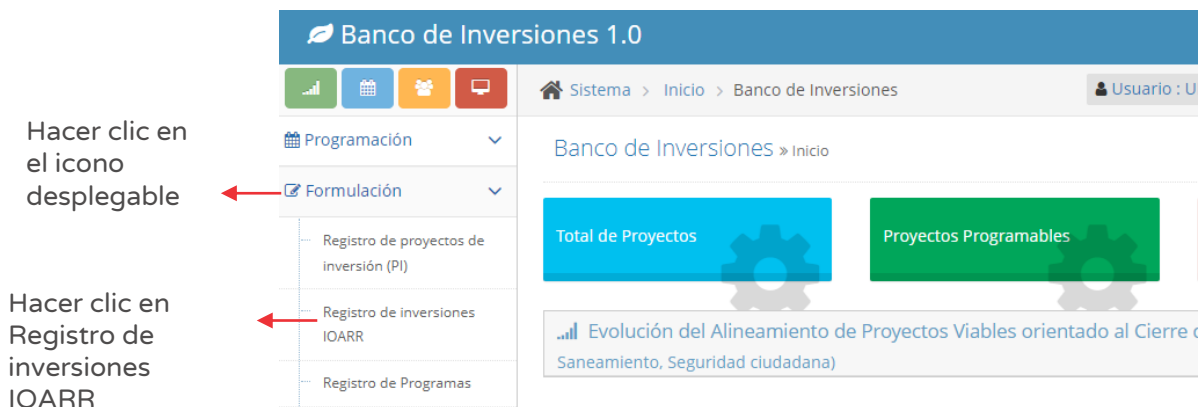 Banco de Inversiones 1.0
Sistema > Inicio > Banco de Inversiones
Usuario : U
Hacer clic en
el icono
desplegable
Programación
Formulación
Registro de proyectos de
inversión (PI)
Hacer clic en
Registro de
inversiones
IOARR
Registro de inversiones
IOARR
Registro de Programas
Banco de Inversiones » Inicio
Total de Proyectos
Proyectos Programables
Evolución del Alineamiento de Proyectos Viables orientado al Cierre
Saneamiento, Seguridad ciudadana)